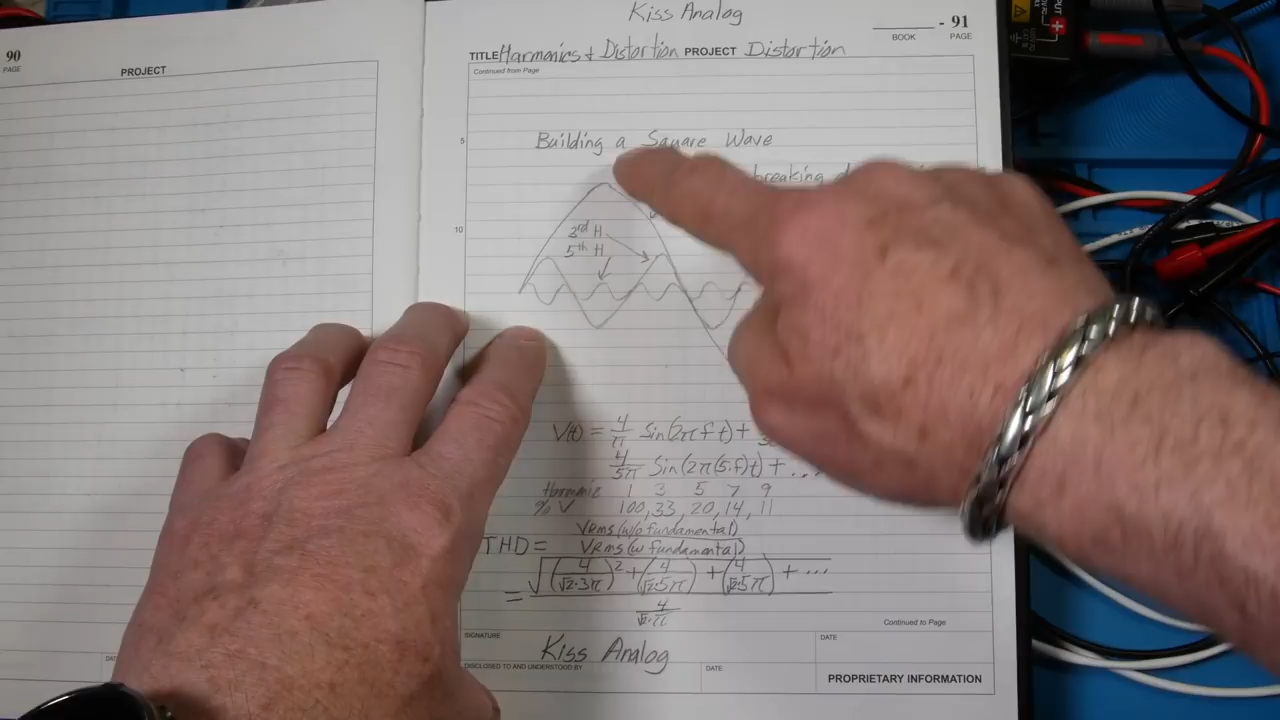 90
PAGE
PROJECT
Kiss Analog
BOOK
- 91
PAGE
TITLE Harmonics & Distortion PROJECT Distortion
Continued from Page
5
Building a Square Wave
breaking
10
3rd H
5th H
V(t) = 4/π Sin(2πft) +
4/5π Sin(2π(5·f)t) + ...
Harmonic 1 3 5 7 9
% V 100, 33, 20, 14, 11
VRms (w/o fundamental)
THD = VRms (w fundamental)
= √(4/√2·3π)² + (4/√2·5π) + (4/√2·5π) + ...
4/√2·π
Continued to Page
SIGNATURE
DATE
Kiss Analog
DISCLOSED TO AND UNDERSTOOD BY
DATE
PROPRIETARY INFORMATION